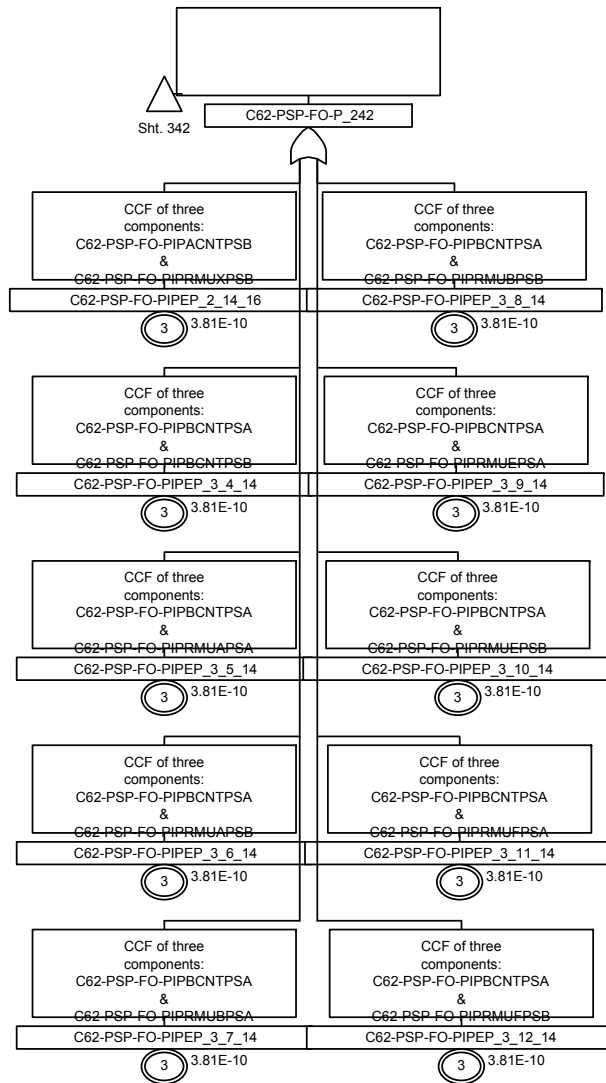 Sht. 342
C62-PSP-FO-P_242
CCF of three
components:
C62-PSP-FO-PIPACNTPSB
&
C62-PSP-FO-PIPRMUXPSB
C62-PSP-FO-PIPEP_2_14_16
3
3.81E-10
CCF of three
components:
C62-PSP-FO-PIPBCNTPSA
&
C62-PSP-FO-PIPRMUBPSB
C62-PSP-FO-PIPEP_3_8_14
3
3.81E-10
CCF of three
components:
C62-PSP-FO-PIPBCNTPSA
&
C62-PSP-FO-PIPBCNTPSB
C62-PSP-FO-PIPEP_3_4_14
3
3.81E-10
CCF of three
components:
C62-PSP-FO-PIPBCNTPSA
&
C62-PSP-FO-PIPRMUEPSA
C62-PSP-FO-PIPEP_3_9_14
3
3.81E-10
CCF of three
components:
C62-PSP-FO-PIPBCNTPSA
&
C62-PSP-FO-PIPRMUAPSA
C62-PSP-FO-PIPEP_3_5_14
3
3.81E-10
CCF of three
components:
C62-PSP-FO-PIPBCNTPSA
&
C62-PSP-FO-PIPRMUEPSB
C62-PSP-FO-PIPEP_3_10_14
3
3.81E-10
CCF of three
components:
C62-PSP-FO-PIPBCNTPSA
&
C62-PSP-FO-PIPRMUAPSB
C62-PSP-FO-PIPEP_3_6_14
3
3.81E-10
CCF of three
components:
C62-PSP-FO-PIPBCNTPSA
&
C62-PSP-FO-PIPRMUFPSA
C62-PSP-FO-PIPEP_3_11_14
3
3.81E-10
CCF of three
components:
C62-PSP-FO-PIPBCNTPSA
&
C62-PSP-FO-PIPRMUBPSA
C62-PSP-FO-PIPEP_3_7_14
3
3.81E-10
CCF of three
components:
C62-PSP-FO-PIPBCNTPSA
&
C62-PSP-FO-PIPRMUFPSB
C62-PSP-FO-PIPEP_3_12_14
3
3.81E-10